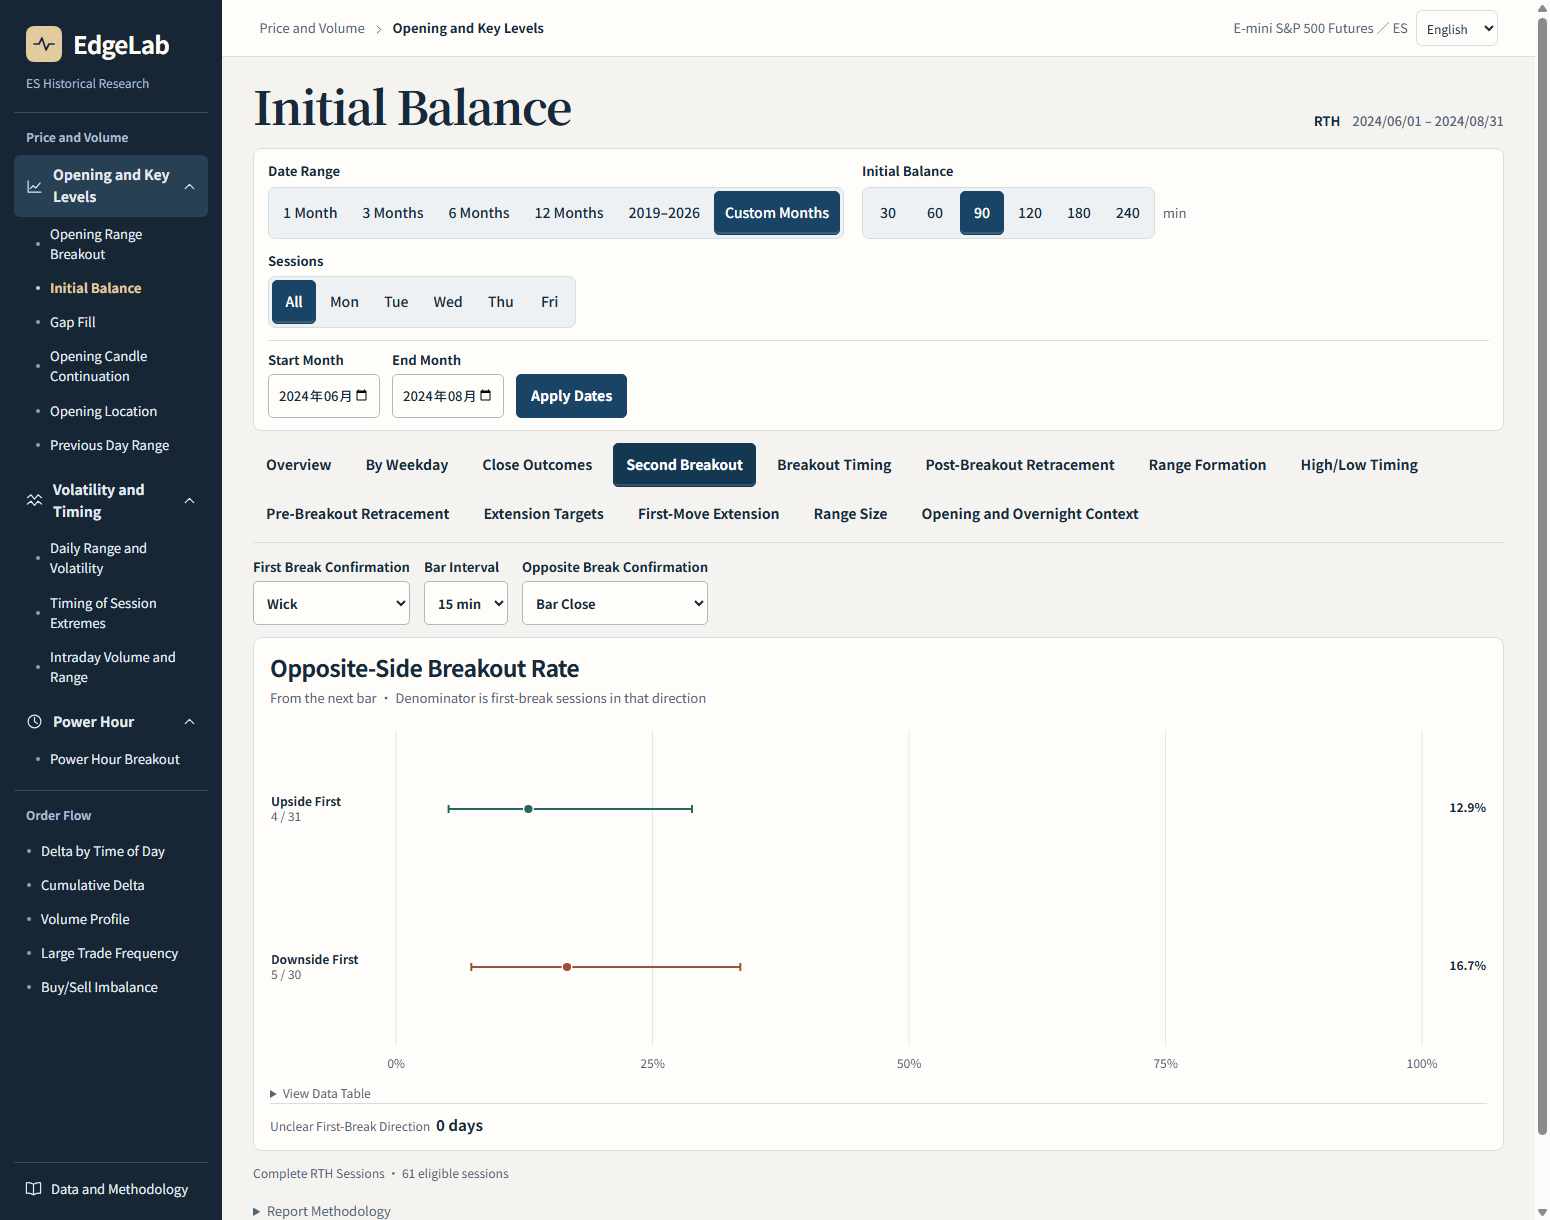 EdgeLab
ES Historical Research
Price and Volume
Opening and Key
Levels
Opening Range
Breakout
Initial Balance
Gap Fill
Opening Candle
Continuation
Opening Location
Previous Day Range
Volatility and
Timing
Daily Range and
Volatility
Timing of Session
Extremes
Intraday Volume and
Range
Power Hour
Power Hour Breakout
Order Flow
Delta by Time of Day
Cumulative Delta
Volume Profile
Large Trade Frequency
Buy/Sell Imbalance
Data and Methodology
Price and Volume > Opening and Key Levels
E-mini S&P 500 Futures / ES English
Initial Balance
RTH 2024/06/01 – 2024/08/31
Date Range
1 Month 3 Months 6 Months 12 Months 2019–2026 Custom Months
Initial Balance
30 60 90 120 180 240 min
Sessions
All Mon Tue Wed Thu Fri
Start Month End Month
2024年06月 2024年08月 Apply Dates
Overview By Weekday Close Outcomes Second Breakout Breakout Timing Post-Breakout Retracement Range Formation High/Low Timing
Pre-Breakout Retracement Extension Targets First-Move Extension Range Size Opening and Overnight Context
First Break Confirmation Bar Interval Opposite Break Confirmation
Wick 15 min Bar Close
Opposite-Side Breakout Rate
From the next bar • Denominator is first-break sessions in that direction
Upside First
4 / 31
12.9%
Downside First
5 / 30
16.7%
0% 25% 50% 75% 100%
View Data Table
Unclear First-Break Direction 0 days
Complete RTH Sessions • 61 eligible sessions
Report Methodology